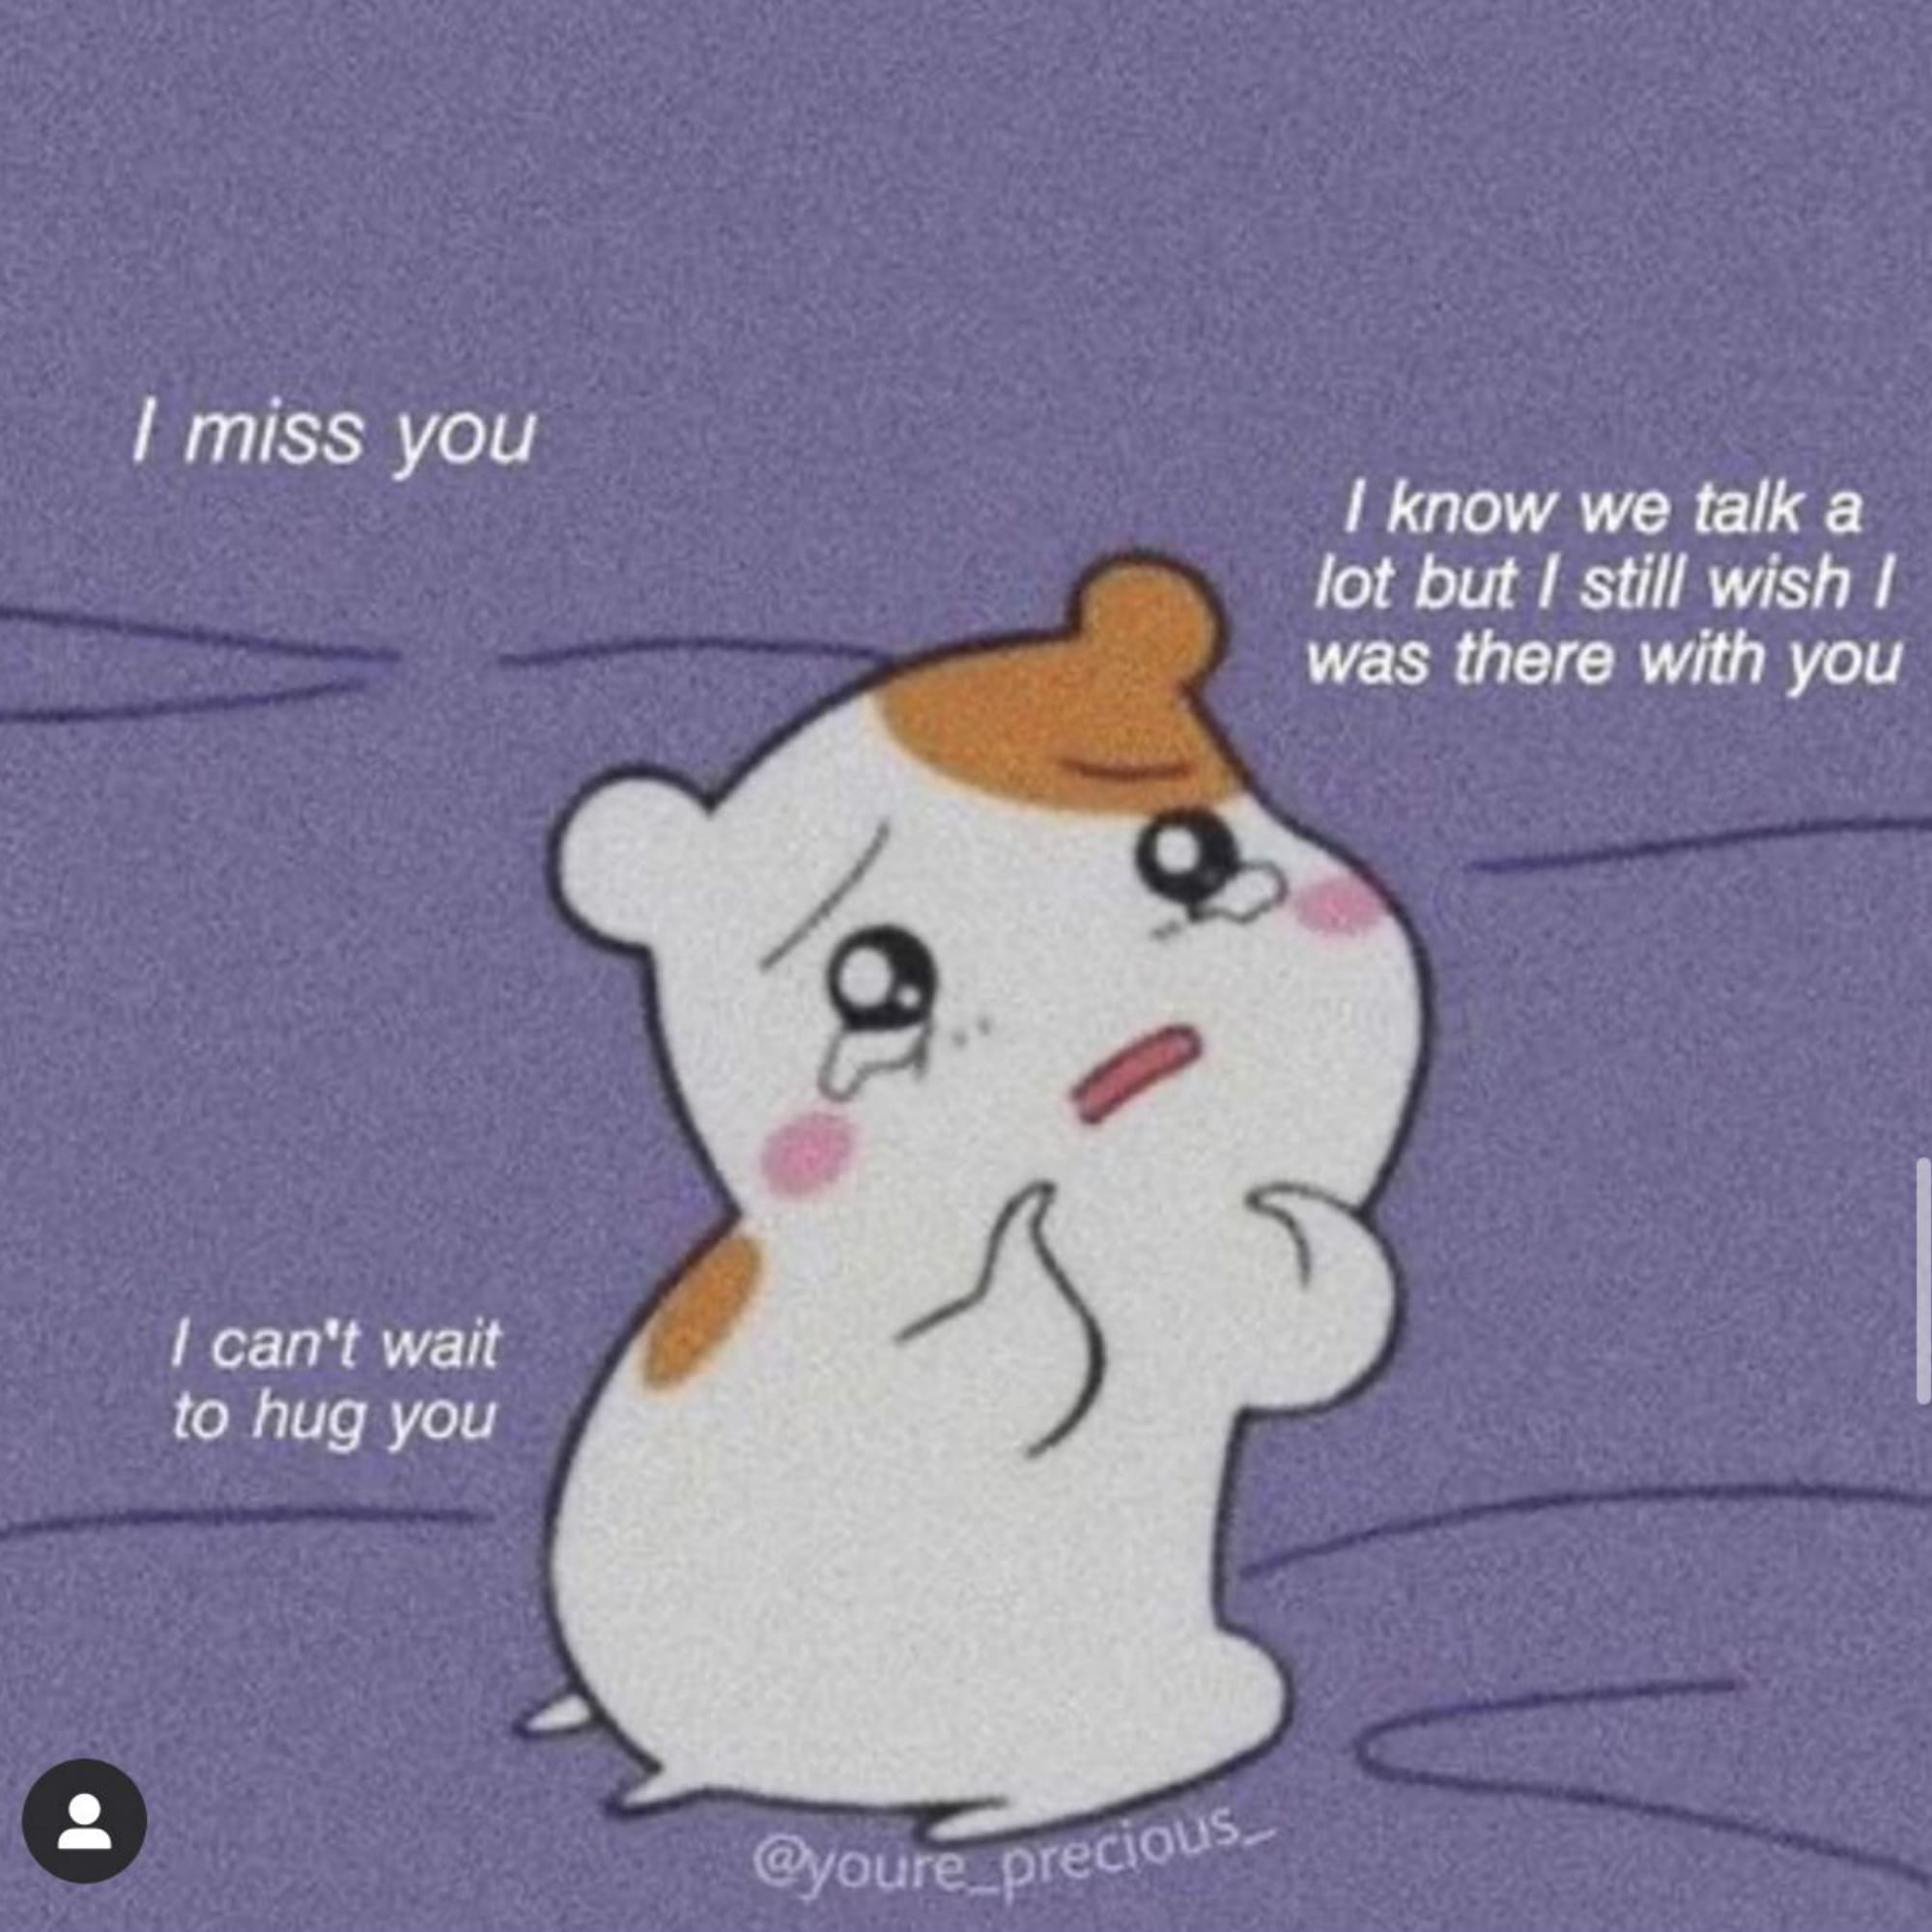 I miss you
I know we talk a
lot but I still wish I
was there with you
I can't wait
to hug you
@youre_precious_